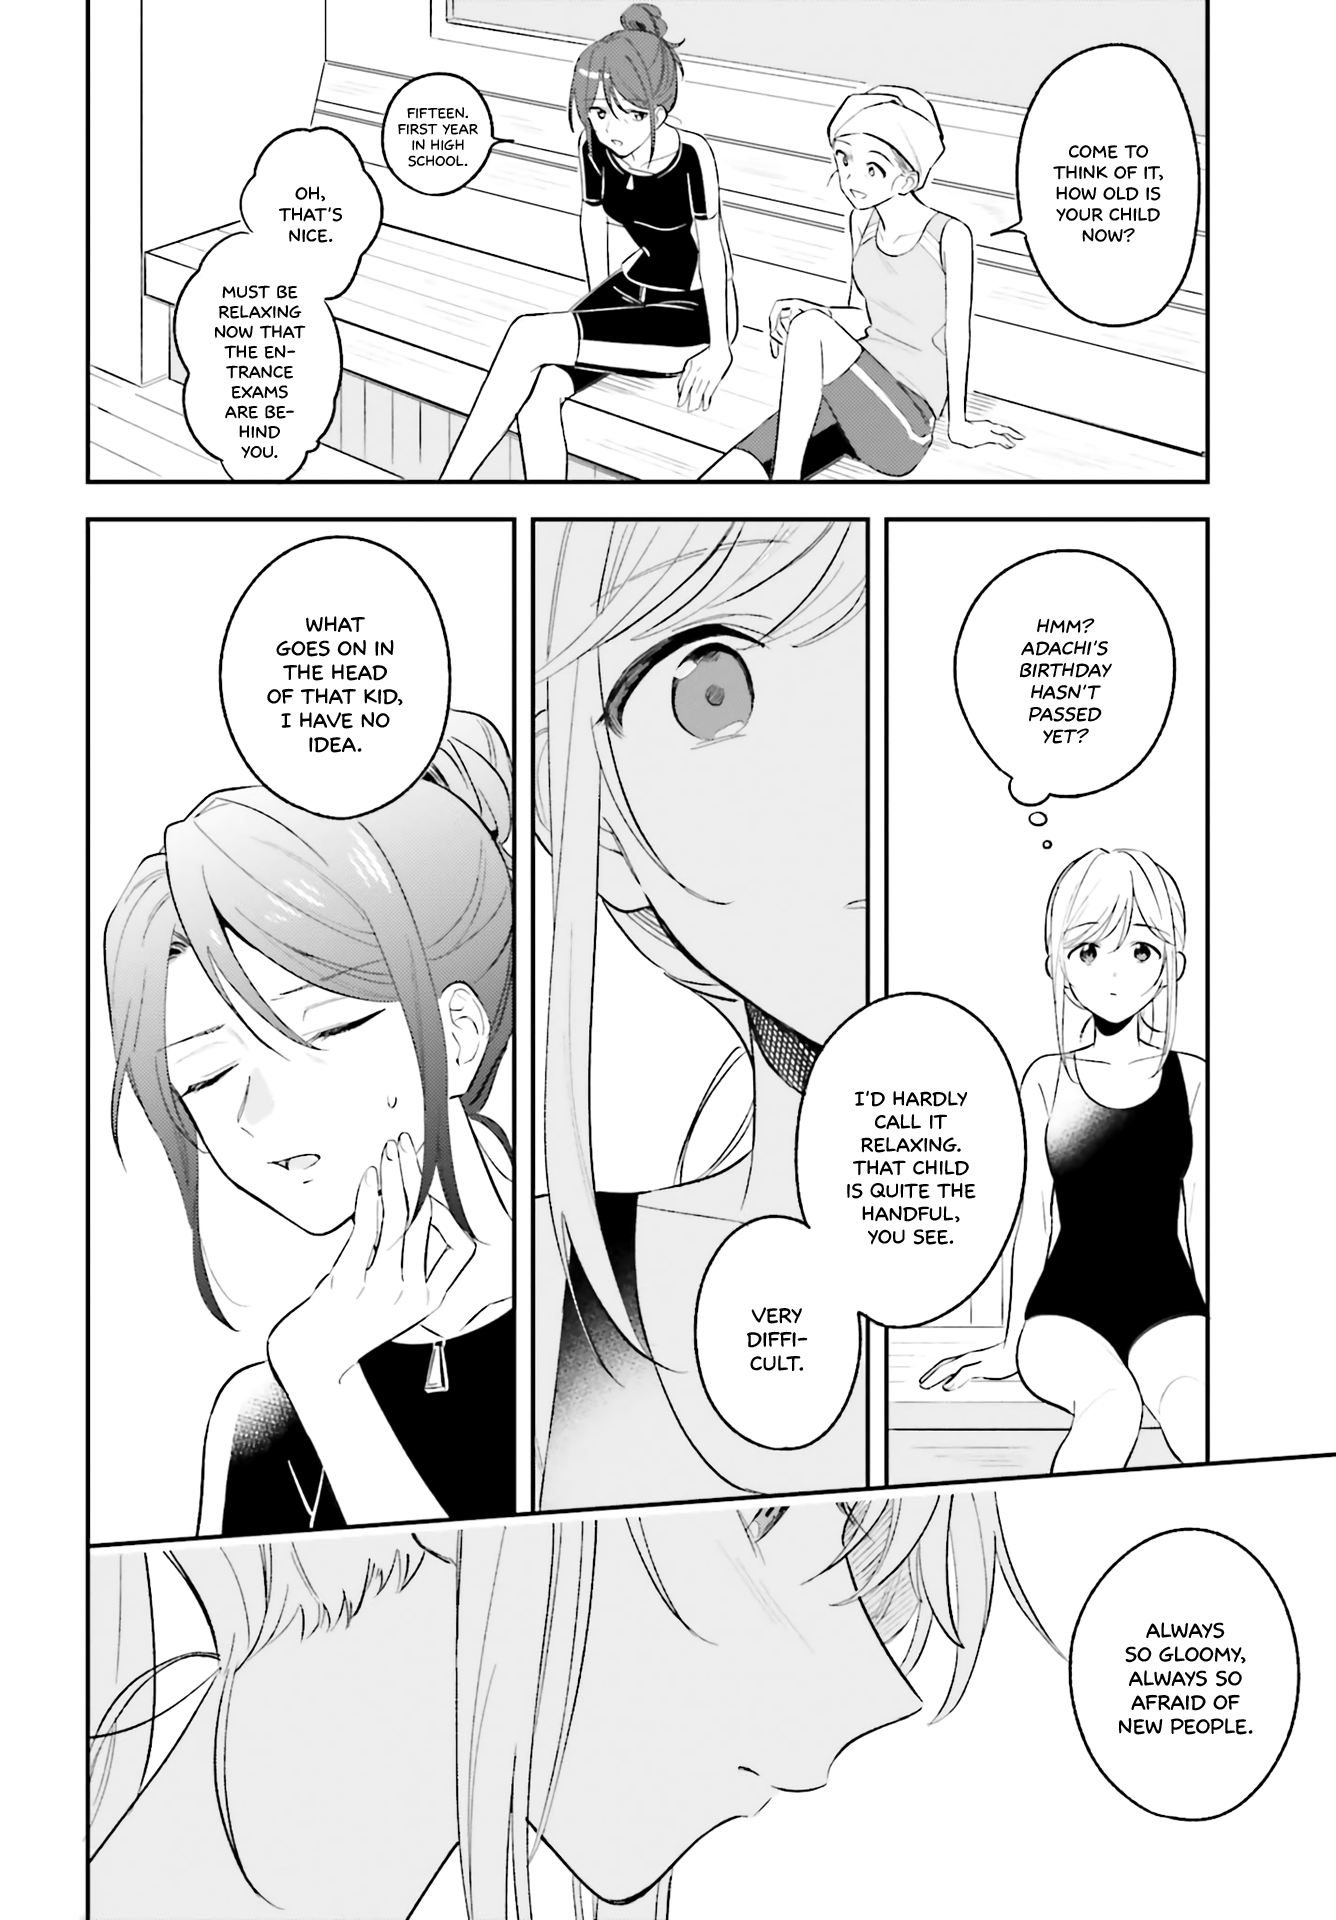 COME TO
THINK OF IT,
HOW OLD IS
YOUR CHILD
NOW?
FIFTEEN.
FIRST YEAR
IN HIGH
SCHOOL.
OH,
THAT'S
NICE.
MUST BE
RELAXING
NOW THAT
THE EN-
TRANCE
EXAMS
ARE BE-
HIND
YOU.
HMM?
ADACHI'S
BIRTHDAY
HASN'T
PASSED
YET?
I'D HARDLY
CALL IT
RELAXING.
THAT CHILD
IS QUITE THE
HANDFUL,
YOU SEE.
VERY
DIFFI-
CULT.
WHAT
GOES ON IN
THE HEAD
OF THAT KID,
I HAVE NO
IDEA.
ALWAYS
SO GLOOMY,
ALWAYS SO
AFRAID OF
NEW PEOPLE.